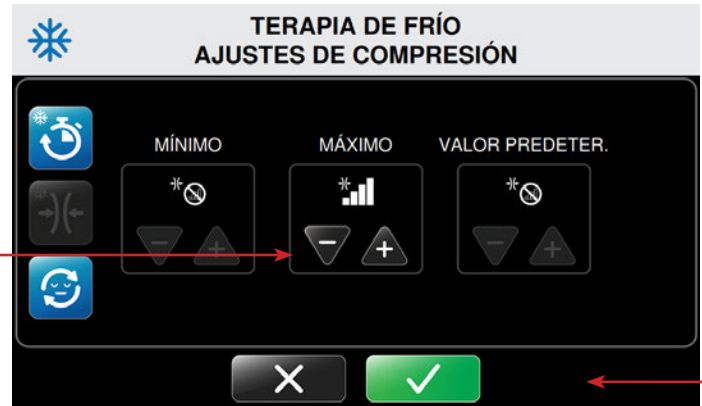 TERAPIA DE FRÍO
AJUSTES DE COMPRESIÓN
MÍNIMO
MÁXIMO
VALOR PREDETER.